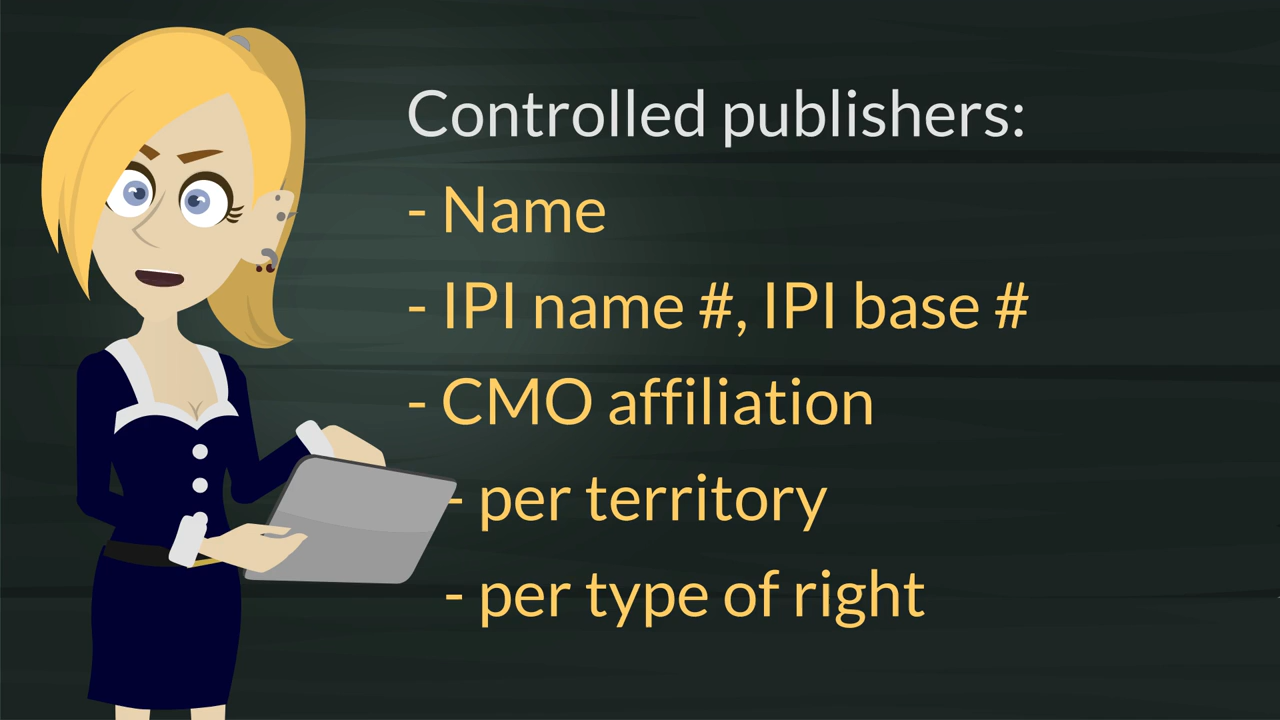 Controlled publishers:
- Name
- IPI name #, IPI base #
- CMO affiliation
- per territory
- per type of right